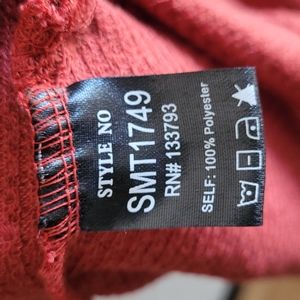 STYLE NO
SMT1749
RN# 133793
SELF: 100% Polyester